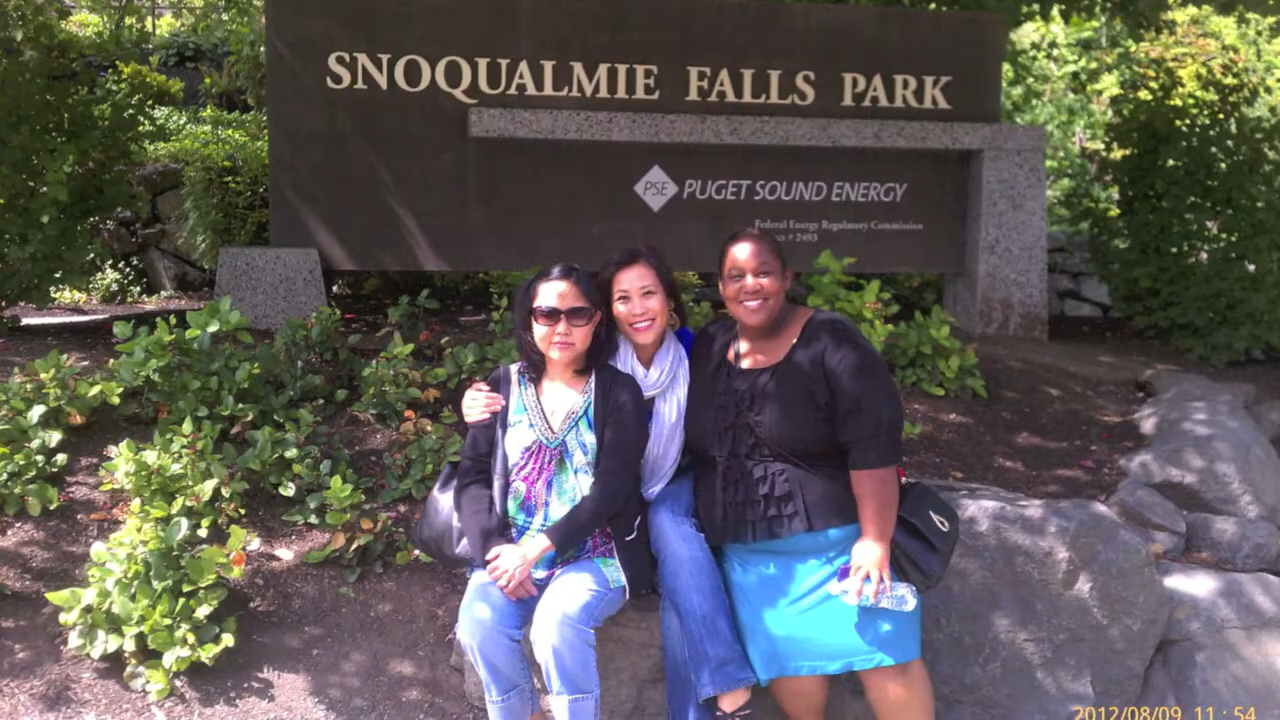 SNOQUALMIE FALLS PARK
PSE PUGET SOUND ENERGY
Federal Energy Regulatory Commission
# 2493
2012/08/09 11:54